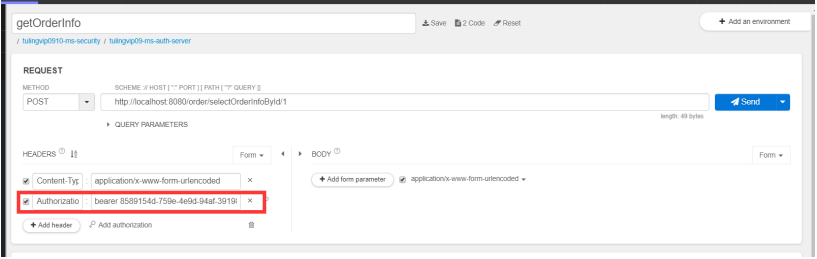 getOrderInfo
Save 2 Code Reset
+ Add an environment
/ tulingvip0910-ms-security / tulingvip09-ms-auth-server
REQUEST
METHOD
SCHEME :// HOST [ ":" PORT ] [ PATH [ "?" QUERY ]]
POST
http://localhost:8080/order/selectOrderInfoById/1
Send
length: 49 bytes
QUERY PARAMETERS
HEADERS ? Form
BODY ? Form
Content-Typ : application/x-www-form-urlencoded ×
+ Add form parameter application/x-www-form-urlencoded
Authorizatio : bearer 8589154d-759e-4e9d-94af-3919 ×
+ Add header Add authorization